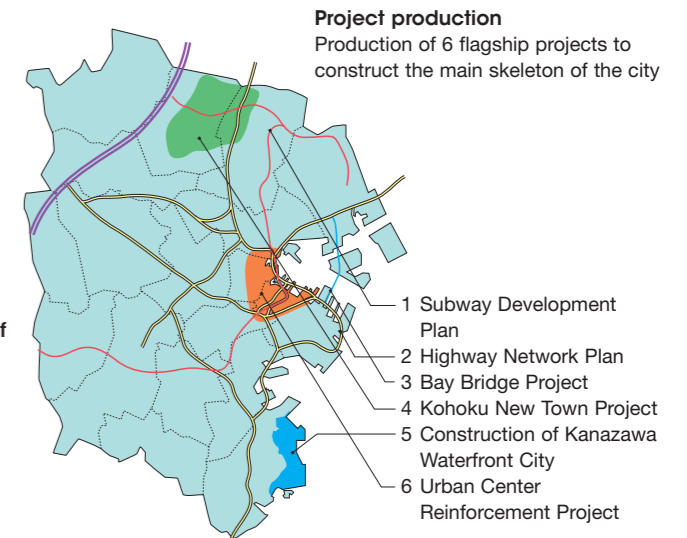 Project production
Production of 6 flagship projects to
construct the main skeleton of the city
f
1 Subway Development
Plan
2 Highway Network Plan
3 Bay Bridge Project
4 Kohoku New Town Project
5 Construction of Kanazawa
Waterfront City
6 Urban Center
Reinforcement Project